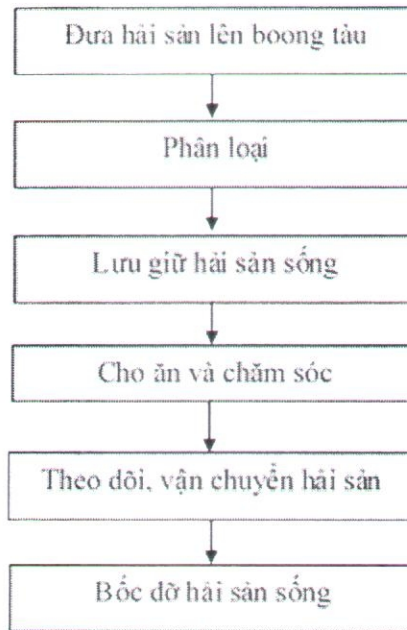 Đưa hải sản lên boong tàu
Phân loại
Lưu giữ hải sản sống
Cho ăn và chăm sóc
Theo dõi, vận chuyển hải sản
Bốc dỡ hải sản sống